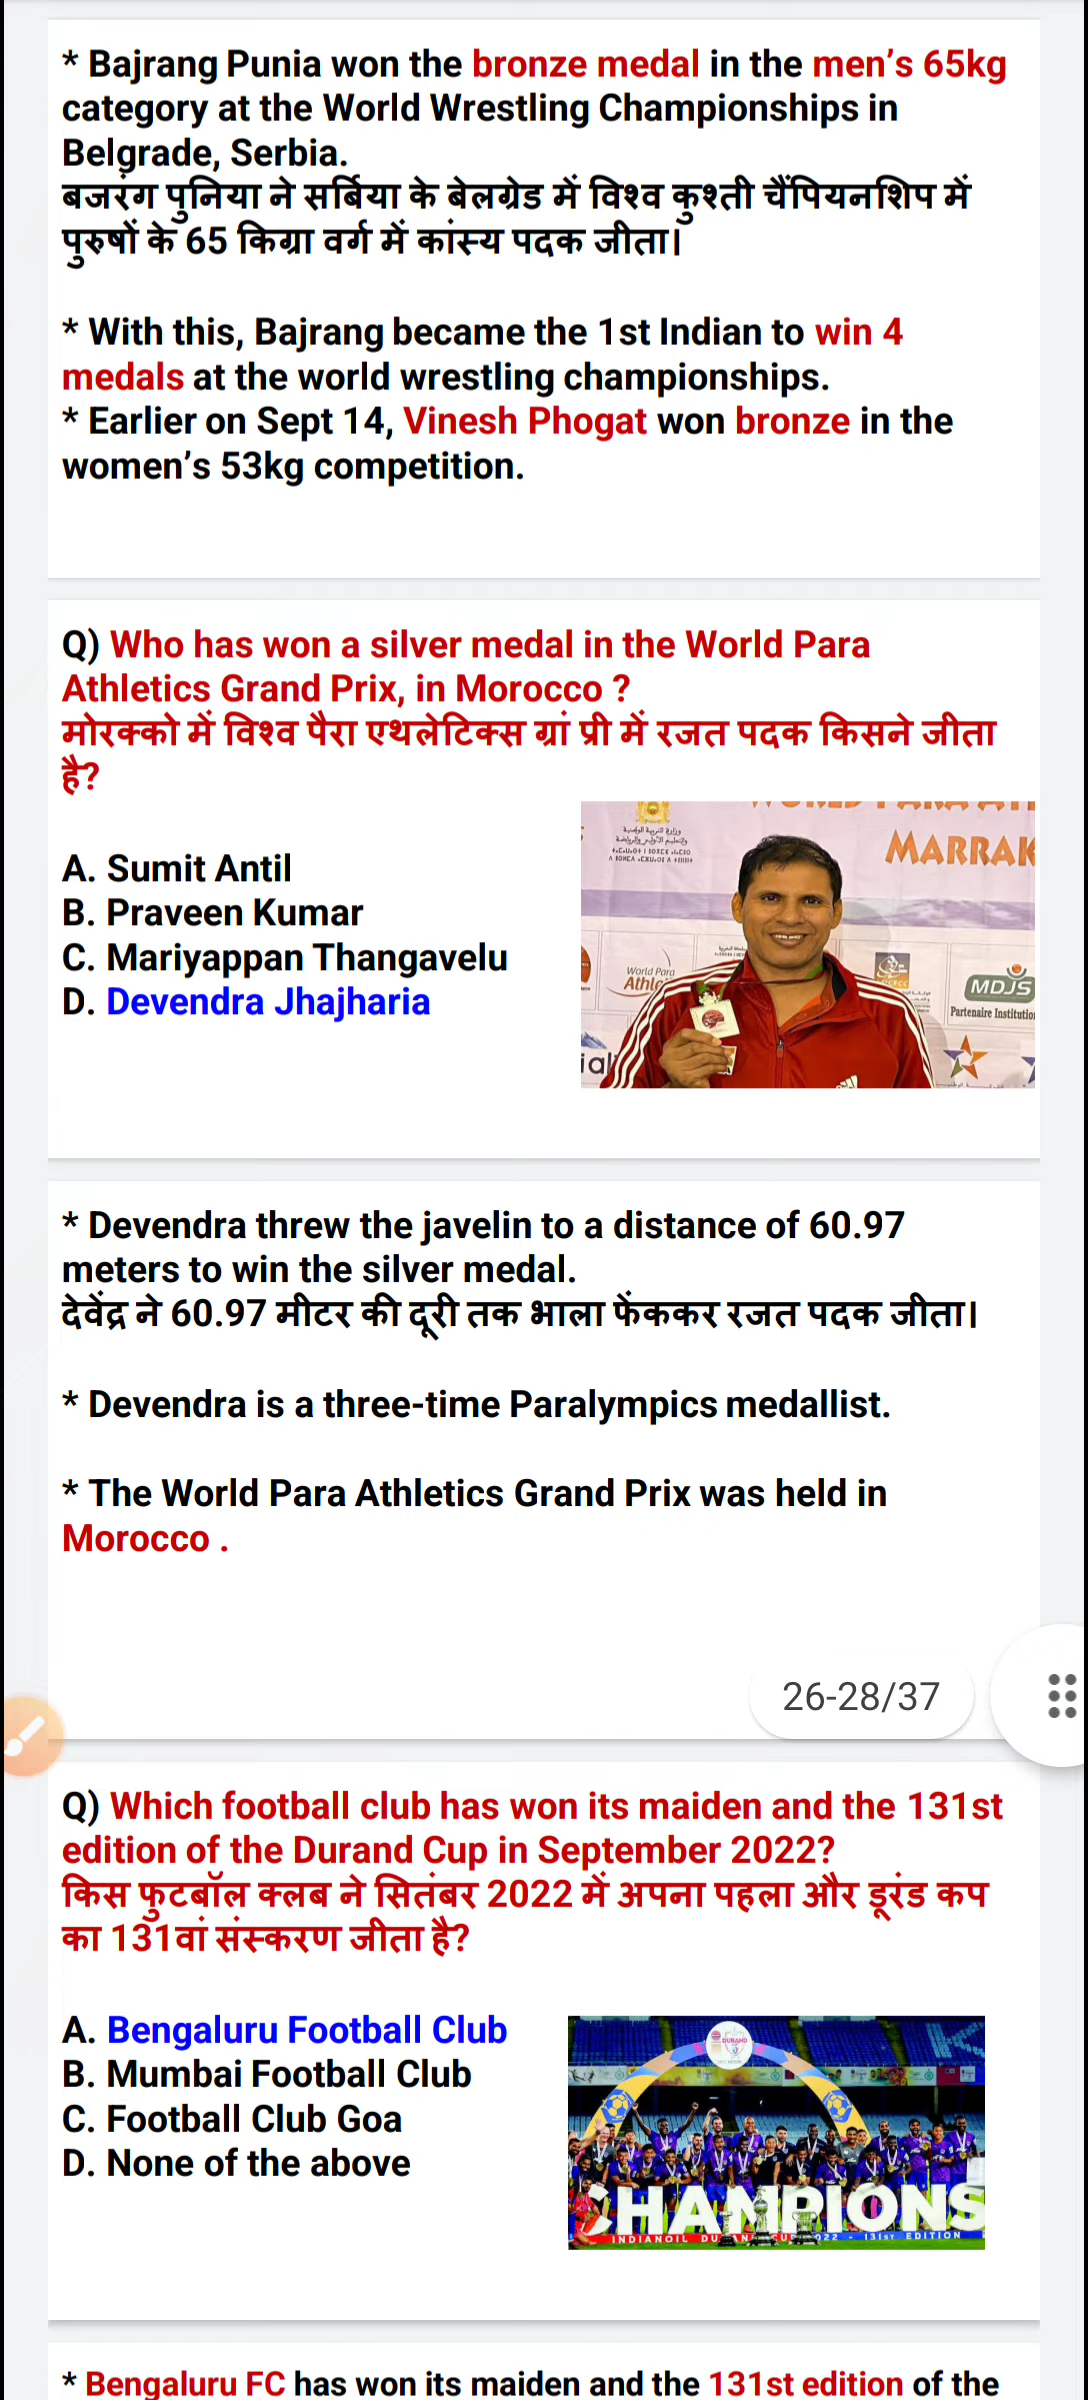 * Bajrang Punia won the bronze medal in the men’s 65kg
category at the World Wrestling Championships in
Belgrade, Serbia.
बजरंग पुनिया ने सर्बिया के बेलग्रेड में विश्व कुश्ती चैंपियनशिप में
पुरुषों के 65 किग्रा वर्ग में कांस्य पदक जीता।
* With this, Bajrang became the 1st Indian to win 4
medals at the world wrestling championships.
* Earlier on Sept 14, Vinesh Phogat won bronze in the
women’s 53kg competition.
Q) Who has won a silver medal in the World Para
Athletics Grand Prix, in Morocco ?
मोरक्को में विश्व पैरा एथलेटिक्स ग्रां प्री में रजत पदक किसने जीता
है?
A. Sumit Antil
B. Praveen Kumar
C. Mariyappan Thangavelu
D. Devendra Jhajharia
MARRAK
World Para
Athle
MDJS
Partenaire Institutio
* Devendra threw the javelin to a distance of 60.97
meters to win the silver medal.
देवेंद्र ने 60.97 मीटर की दूरी तक भाला फेंककर रजत पदक जीता।
* Devendra is a three-time Paralympics medallist.
* The World Para Athletics Grand Prix was held in
Morocco .
26-28/37
Q) Which football club has won its maiden and the 131st
edition of the Durand Cup in September 2022?
किस फुटबॉल क्लब ने सितंबर 2022 में अपना पहला और डूरंड कप
का 131वां संस्करण जीता है?
A. Bengaluru Football Club
B. Mumbai Football Club
C. Football Club Goa
D. None of the above
DURAND
CHAMPIONS
INDIANOIL DU AN CU 022 - 131ST EDITION
* Bengaluru FC has won its maiden and the 131st edition of the